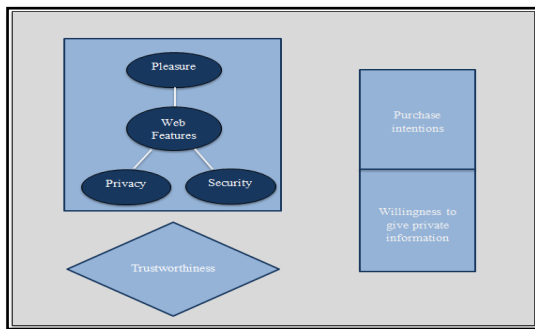 Pleasure
Web
Features
Privacy
Security
Trustworthiness
Purchase
intentions
Willingness to
give private
information